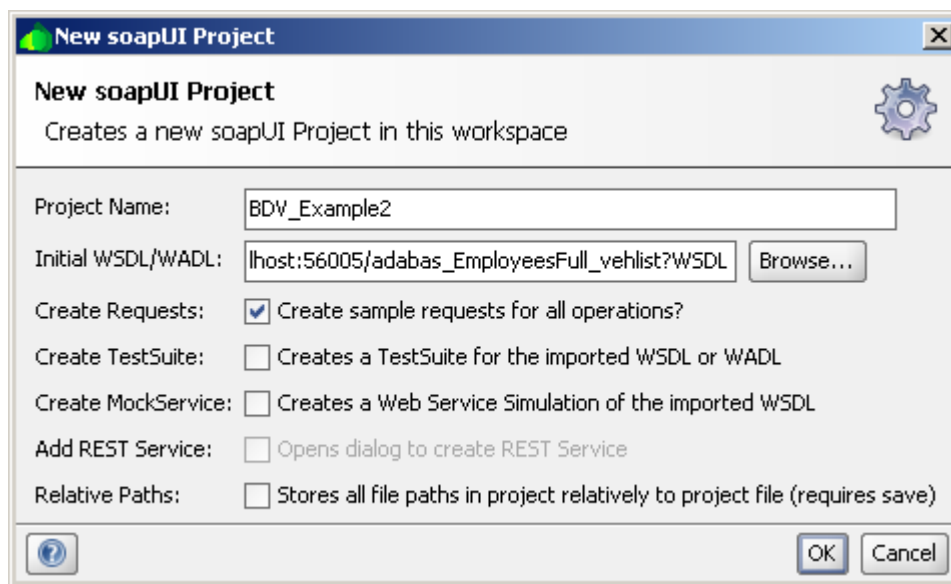 New soapUI Project
New soapUI Project
Creates a new soapUI Project in this workspace
Project Name: BDV_Example2
Initial WSDL/WADL: lhost:56005/adabas_EmployeesFull_vehlist?WSDL Browse...
Create Requests: Create sample requests for all operations?
Create TestSuite: Creates a TestSuite for the imported WSDL or WADL
Create MockService: Creates a Web Service Simulation of the imported WSDL
Add REST Service: Opens dialog to create REST Service
Relative Paths: Stores all file paths in project relatively to project file (requires save)
? OK Cancel